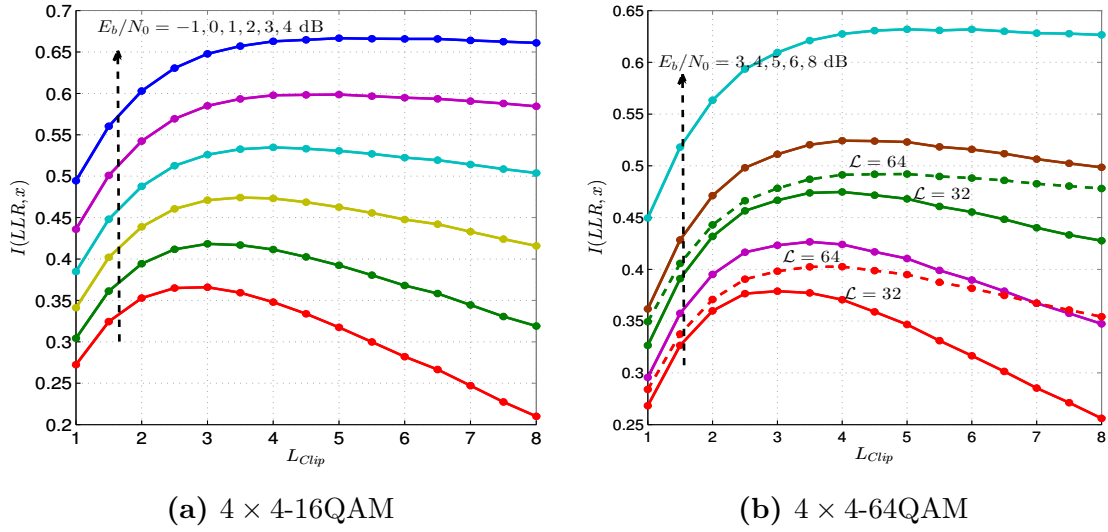 E_b/N_0 = −1, 0, 1, 2, 3, 4 dB
0.7
0.65
0.6
0.55
0.5
0.45
0.4
0.35
0.3
0.25
0.2
I(LLR, x)
1 2 3 4 5 6 7 8
L_{Clip}
(a) 4 × 4-16QAM
E_b/N_0 = 3, 4, 5, 6, 8 dB
0.65
0.6
0.55
0.5
0.45
0.4
0.35
0.3
0.25
I(LLR, x)
ℒ = 64
ℒ = 32
ℒ = 64
ℒ = 32
1 2 3 4 5 6 7 8
L_{Clip}
(b) 4 × 4-64QAM